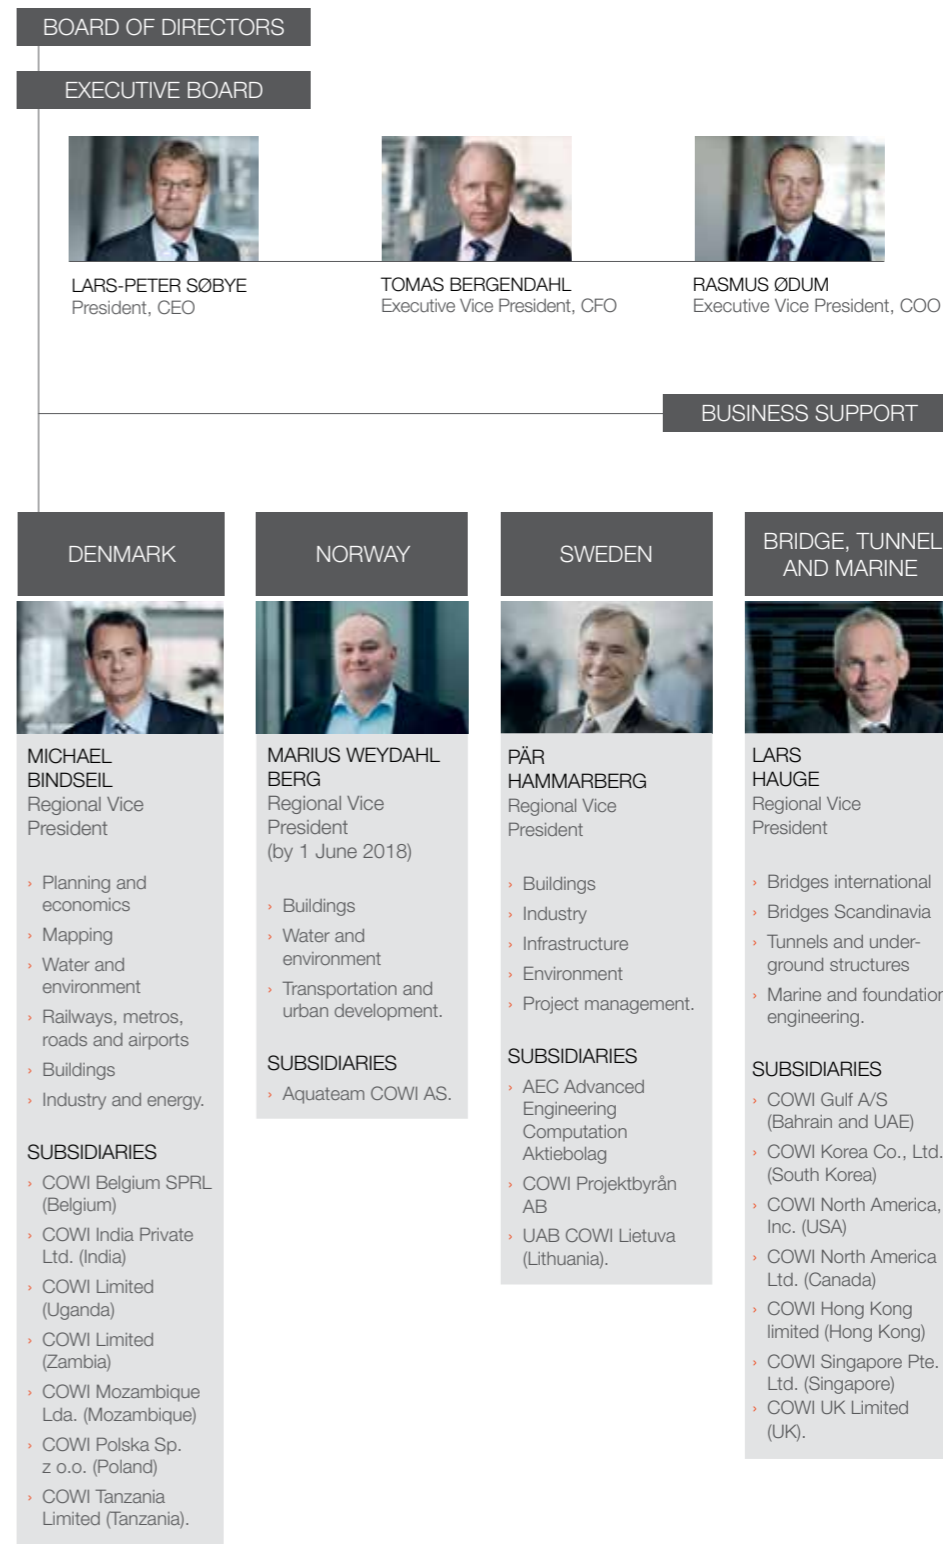 BOARD OF DIRECTORS
EXECUTIVE BOARD
LARS-PETER SØBYE
President, CEO
TOMAS BERGENDAHL
Executive Vice President, CFO
RASMUS ØDUM
Executive Vice President, COO
BUSINESS SUPPORT
DENMARK
MICHAEL
BINDSEIL
Regional Vice
President
› Planning and
economics
› Mapping
› Water and
environment
› Railways, metros,
roads and airports
› Buildings
› Industry and energy.
SUBSIDIARIES
› COWI Belgium SPRL
(Belgium)
› COWI India Private
Ltd. (India)
› COWI Limited
(Uganda)
› COWI Limited
(Zambia)
› COWI Mozambique
Lda. (Mozambique)
› COWI Polska Sp.
z o.o. (Poland)
› COWI Tanzania
Limited (Tanzania).
NORWAY
MARIUS WEYDAHL
BERG
Regional Vice
President
(by 1 June 2018)
› Buildings
› Water and
environment
› Transportation and
urban development.
SUBSIDIARIES
› Aquateam COWI AS.
SWEDEN
PÄR
HAMMARBERG
Regional Vice
President
› Buildings
› Industry
› Infrastructure
› Environment
› Project management.
SUBSIDIARIES
› AEC Advanced
Engineering
Computation
Aktiebolag
› COWI Projektbyrån
AB
› UAB COWI Lietuva
(Lithuania).
BRIDGE, TUNNEL
AND MARINE
LARS
HAUGE
Regional Vice
President
› Bridges international
› Bridges Scandinavia
› Tunnels and under-
ground structures
› Marine and foundation
engineering.
SUBSIDIARIES
› COWI Gulf A/S
(Bahrain and UAE)
› COWI Korea Co., Ltd.
(South Korea)
› COWI North America,
Inc. (USA)
› COWI North America
Ltd. (Canada)
› COWI Hong Kong
limited (Hong Kong)
› COWI Singapore Pte.
Ltd. (Singapore)
› COWI UK Limited
(UK).